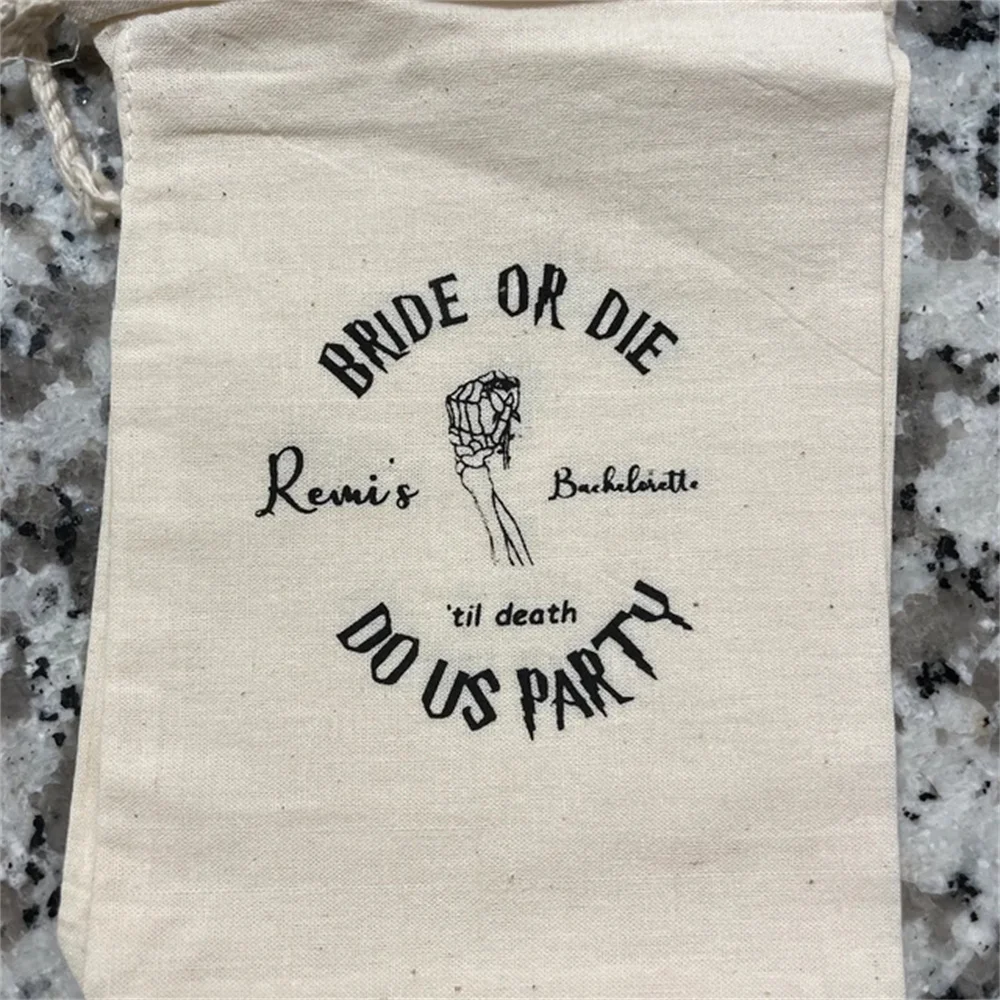 BRIDE OR DIE
Remi's Bachelorette
'til death
DO US PARTY